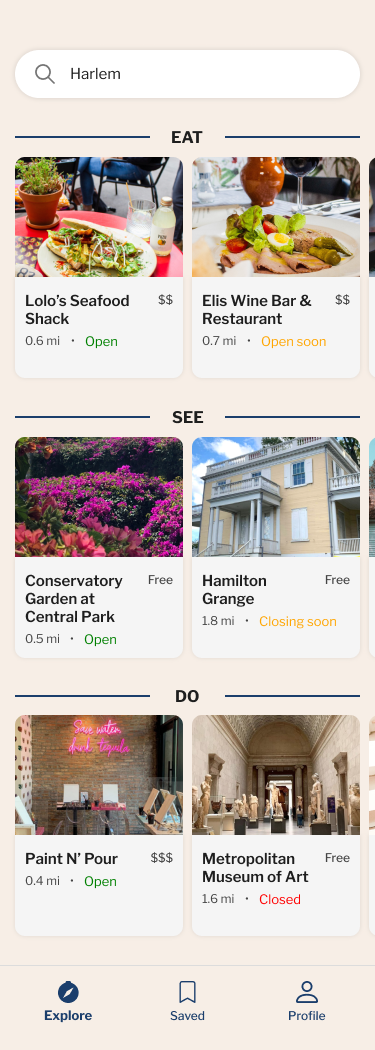 Harlem
EAT
Lolo’s Seafood
Shack
$$
0.6 mi • Open
Elis Wine Bar &
Restaurant
$$
0.7 mi • Open soon
SEE
Conservatory
Garden at
Central Park
Free
0.5 mi • Open
Hamilton
Grange
Free
1.8 mi • Closing soon
DO
Save water,
drink tequila
Paint N’ Pour
$$$
0.4 mi • Open
Metropolitan
Museum of Art
Free
1.6 mi • Closed
Explore
Saved
Profile